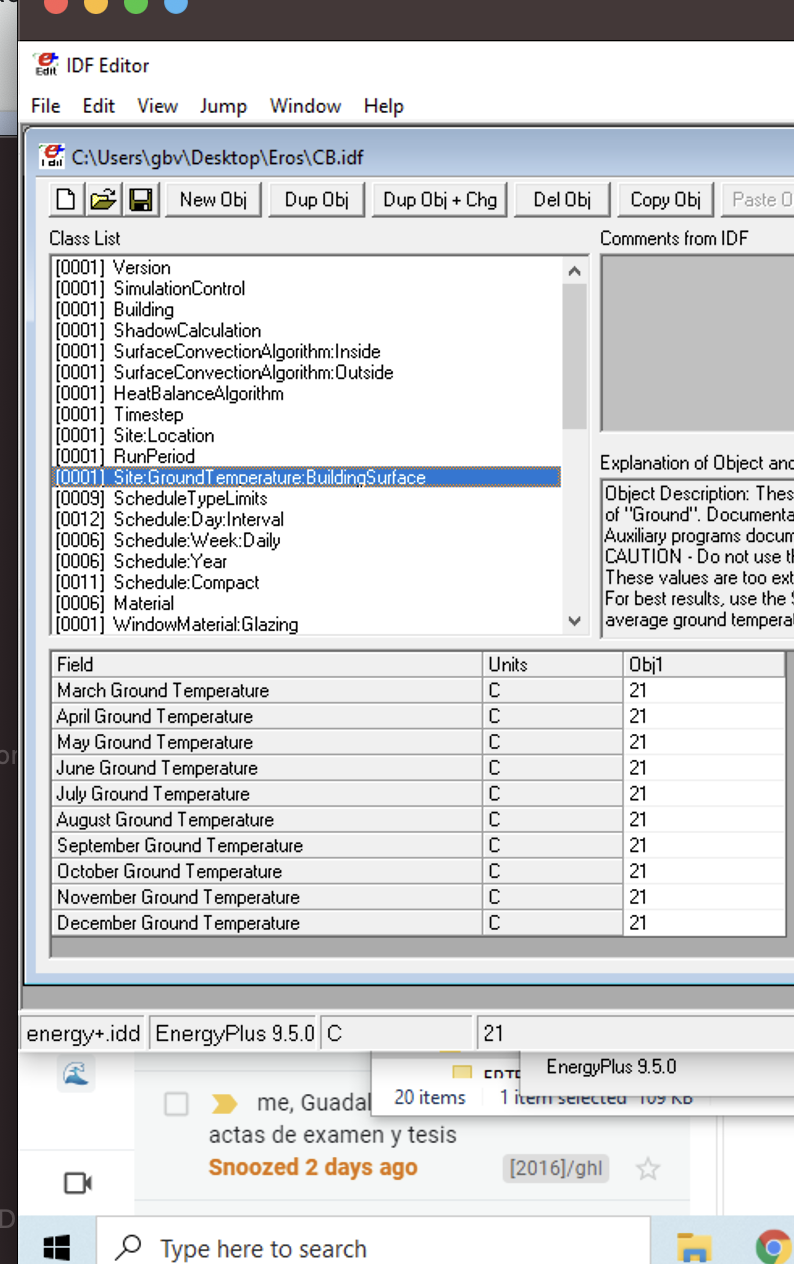 IDF Editor
File Edit View Jump Window Help
C:\Users\gbv\Desktop\Eros\CB.idf
New Obj Dup Obj Dup Obj + Chg Del Obj Copy Obj Paste O
Class List
Comments from IDF
[0001] Version
[0001] SimulationControl
[0001] Building
[0001] ShadowCalculation
[0001] SurfaceConvectionAlgorithm:Inside
[0001] SurfaceConvectionAlgorithm:Outside
[0001] HeatBalanceAlgorithm
[0001] Timestep
[0001] Site:Location
[0001] RunPeriod
[0001] Site:GroundTemperature:BuildingSurface
[0009] ScheduleTypeLimits
[0012] Schedule:Day:Interval
[0006] Schedule:Week:Daily
[0006] Schedule:Year
[0011] Schedule:Compact
[0006] Material
[0001] WindowMaterial:Glazing
Explanation of Object and
Object Description: Thes
of "Ground". Documenta
Auxiliary programs docum
CAUTION - Do not use th
These values are too ext
For best results, use the S
average ground temperat
Field Units Obj1
March Ground Temperature C 21
April Ground Temperature C 21
May Ground Temperature C 21
June Ground Temperature C 21
July Ground Temperature C 21
August Ground Temperature C 21
September Ground Temperature C 21
October Ground Temperature C 21
November Ground Temperature C 21
December Ground Temperature C 21
energy+.idd EnergyPlus 9.5.0 C 21
EnergyPlus 9.5.0
20 items 1 item selected 109 KB
me, Guadal
actas de examen y tesis
Snoozed 2 days ago [2016]/ghl
Type here to search